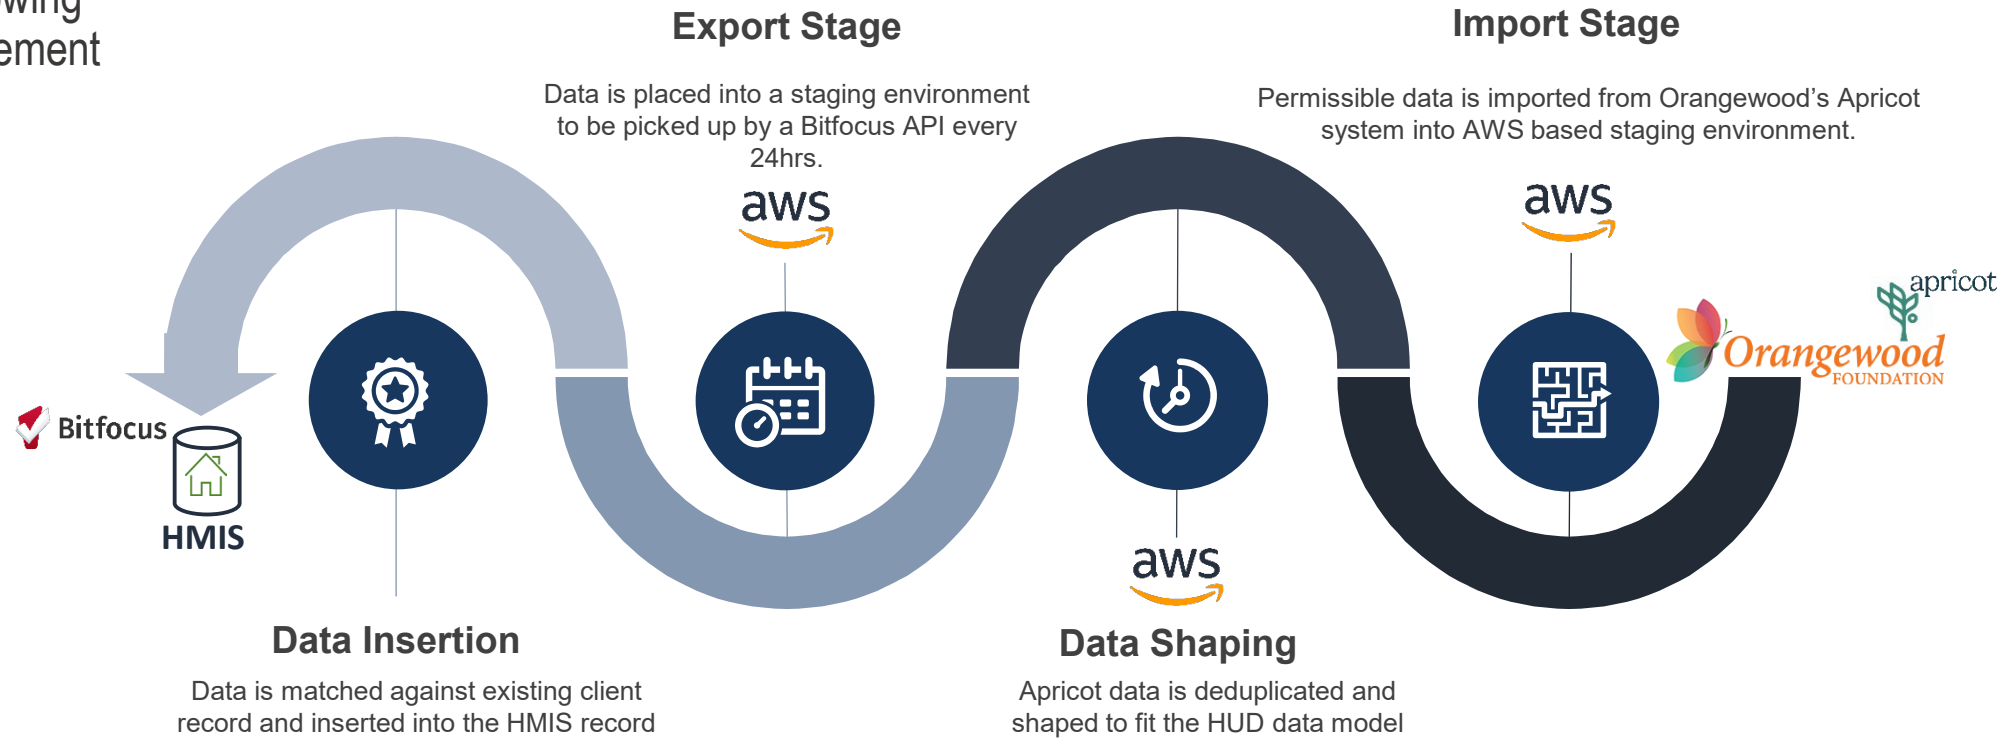 Export Stage
Data is placed into a staging environment
to be picked up by a Bitfocus API every
24hrs.
aws
Import Stage
Permissible data is imported from Orangewood’s Apricot
system into AWS based staging environment.
aws
apricot
Orangewood
FOUNDATION
Bitfocus
HMIS
Data Insertion
Data is matched against existing client
record and inserted into the HMIS record
aws
Data Shaping
Apricot data is deduplicated and
shaped to fit the HUD data model